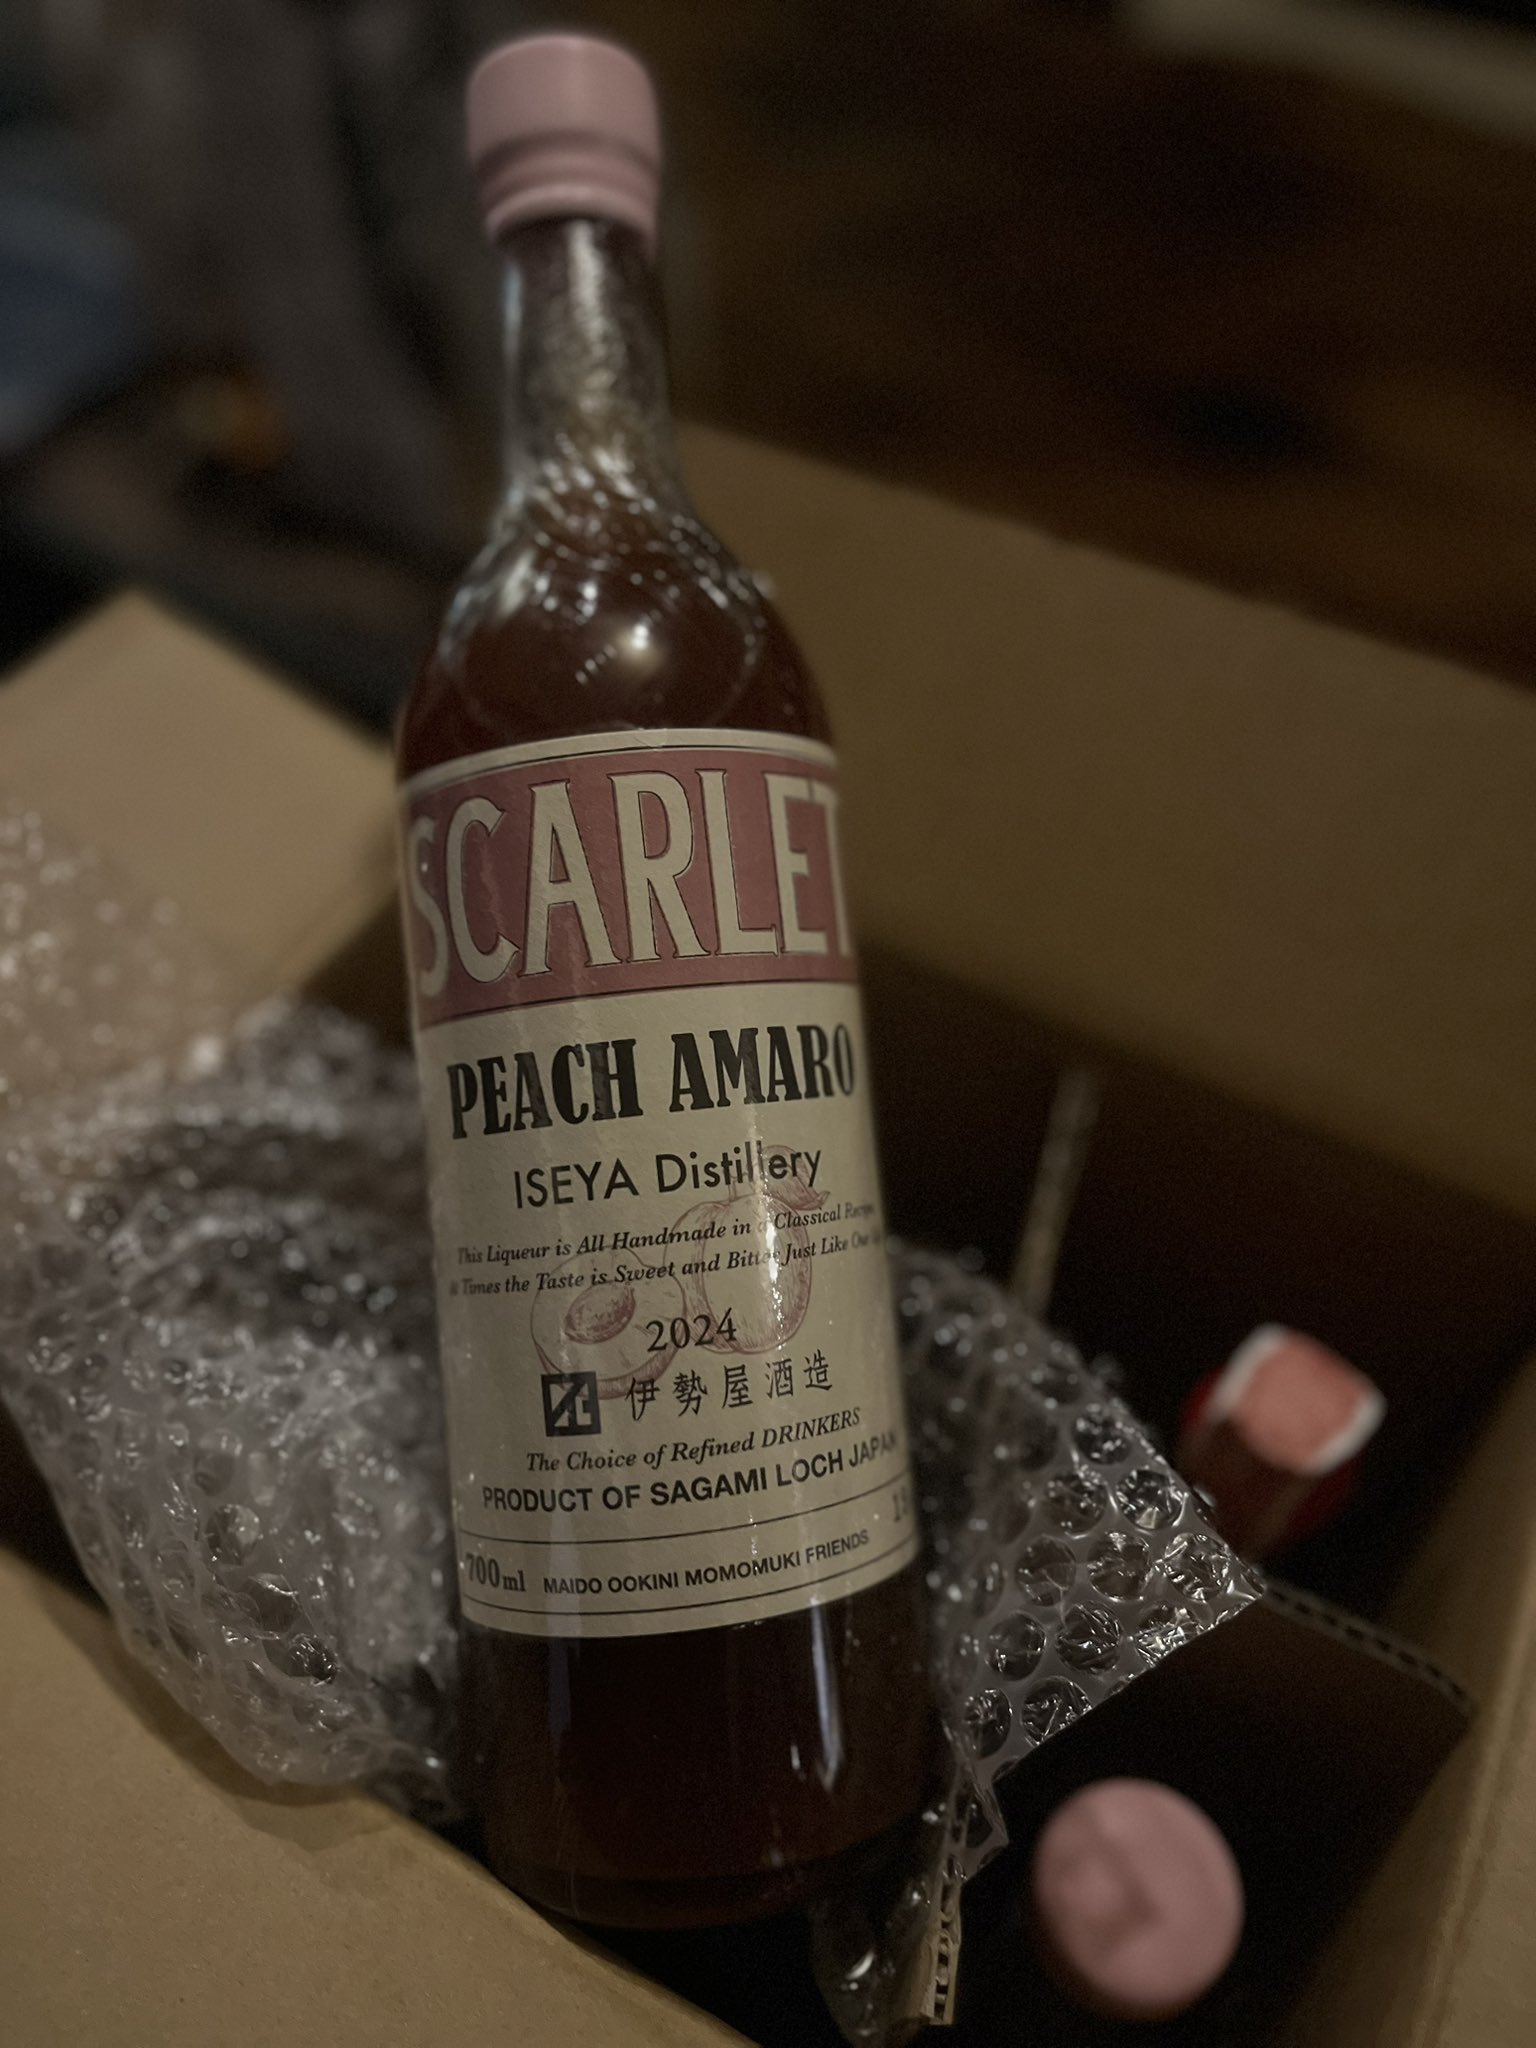 SCARLET
PEACH AMARO
ISEYA Distillery
This Liqueur is All Handmade in a Classical
Times the Taste is Sweet and Bitter Just Like Our
2024
伊勢屋酒造
The Choice of Refined DRINKERS
PRODUCT OF SAGAMI LOCH JAPAN
700ml MAIDO OOKINI MOMOMUKI FRIENDS